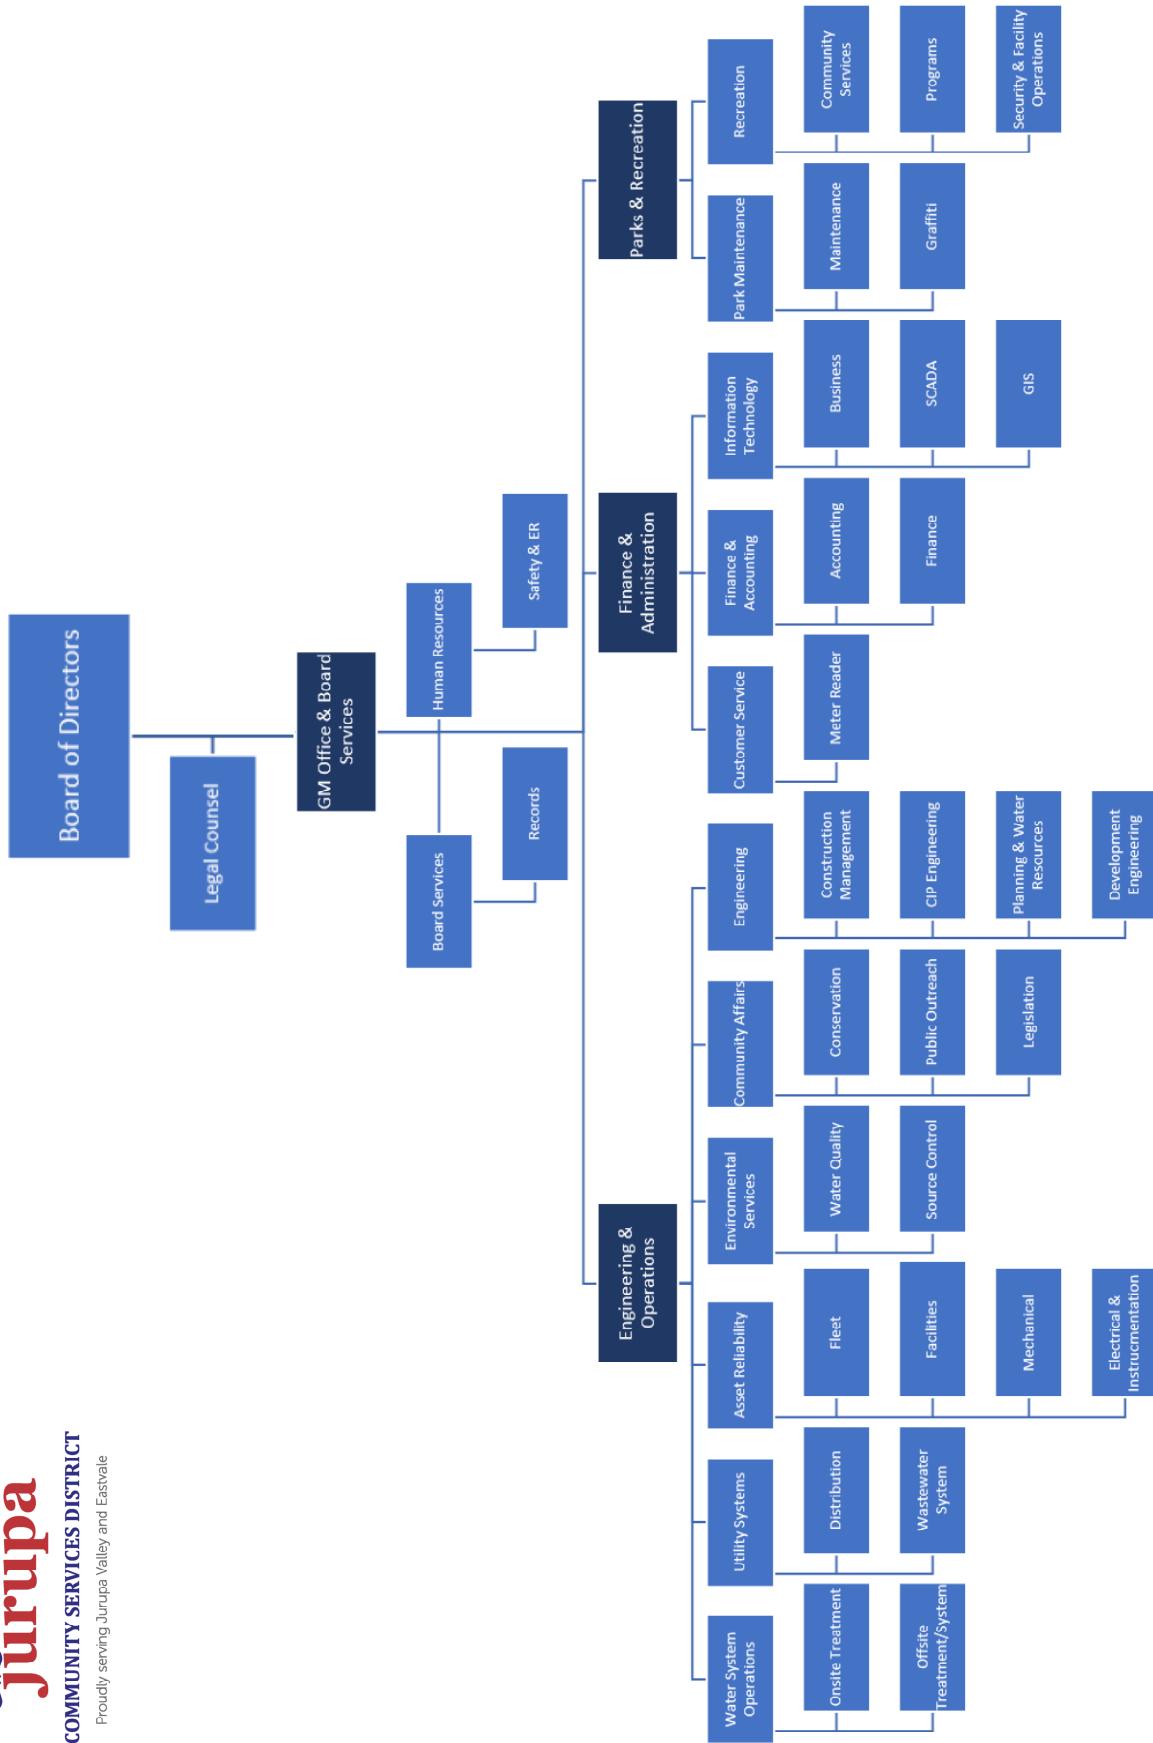 jurupa
COMMUNITY SERVICES DISTRICT
Proudly serving Jurupa Valley and Eastvale
Board of Directors
Legal Counsel
GM Office & Board
Services
Board Services
Human Resources
Records
Safety & ER
Engineering &
Operations
Finance &
Administration
Parks & Recreation
Water System
Operations
Onsite Treatment
Offsite
Treatment/System
Utility Systems
Distribution
Wastewater
System
Asset Reliability
Fleet
Facilities
Mechanical
Electrical &
Instrucmentation
Environmental
Services
Water Quality
Source Control
Community Affairs
Conservation
Public Outreach
Legislation
Engineering
Construction
Management
CIP Engineering
Planning & Water
Resources
Development
Engineering
Customer Service
Meter Reader
Finance &
Accounting
Accounting
Finance
Information
Technology
Business
SCADA
GIS
Park Maintenance
Maintenance
Graffiti
Recreation
Community
Services
Programs
Security & Facility
Operations